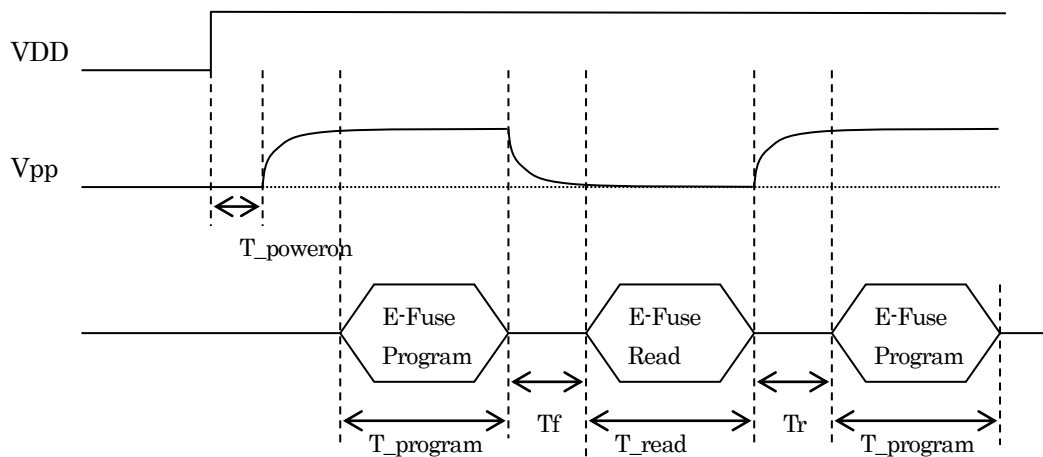 VDD
Vpp
T_poweron
E-Fuse
Program
E-Fuse
Read
E-Fuse
Program
T_program
Tf
T_read
Tr
T_program